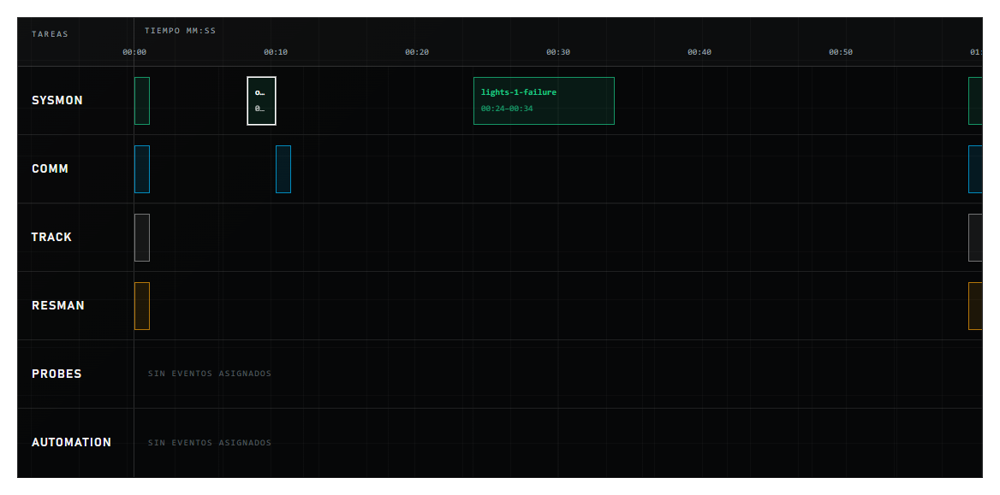 TAREAS
TIEMPO MM:SS
00:00 00:10 00:20 00:30 00:40 00:50 01:
SYSMON
o…
0…
lights-1-failure
00:24–00:34
COMM
TRACK
RESMAN
PROBES
SIN EVENTOS ASIGNADOS
AUTOMATION
SIN EVENTOS ASIGNADOS